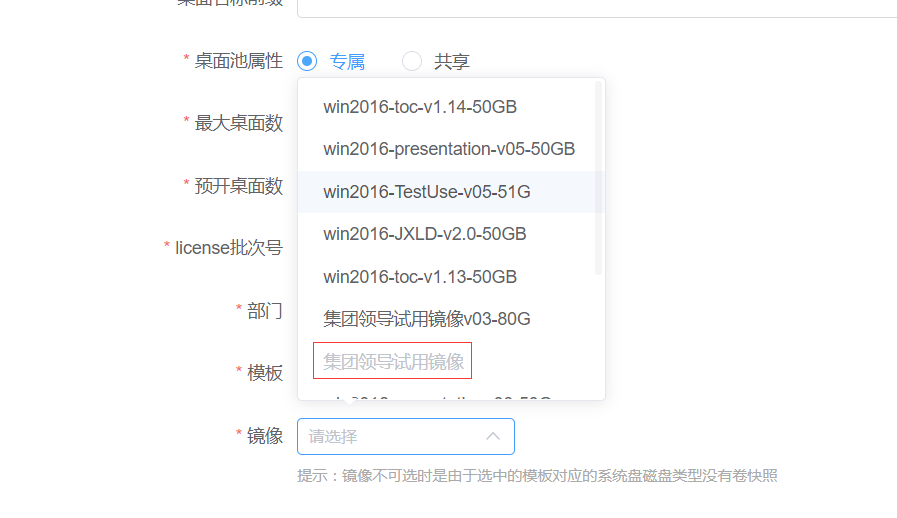 * 桌面池属性
专属
共享
win2016-toc-v1.14-50GB
* 最大桌面数
win2016-presentation-v05-50GB
* 预开桌面数
win2016-TestUse-v05-51G
win2016-JXLD-v2.0-50GB
* license批次号
win2016-toc-v1.13-50GB
* 部门
集团领导试用镜像v03-80G
集团领导试用镜像
* 模板
* 镜像
请选择
提示：镜像不可选时是由于选中的模板对应的系统盘磁盘类型没有卷快照